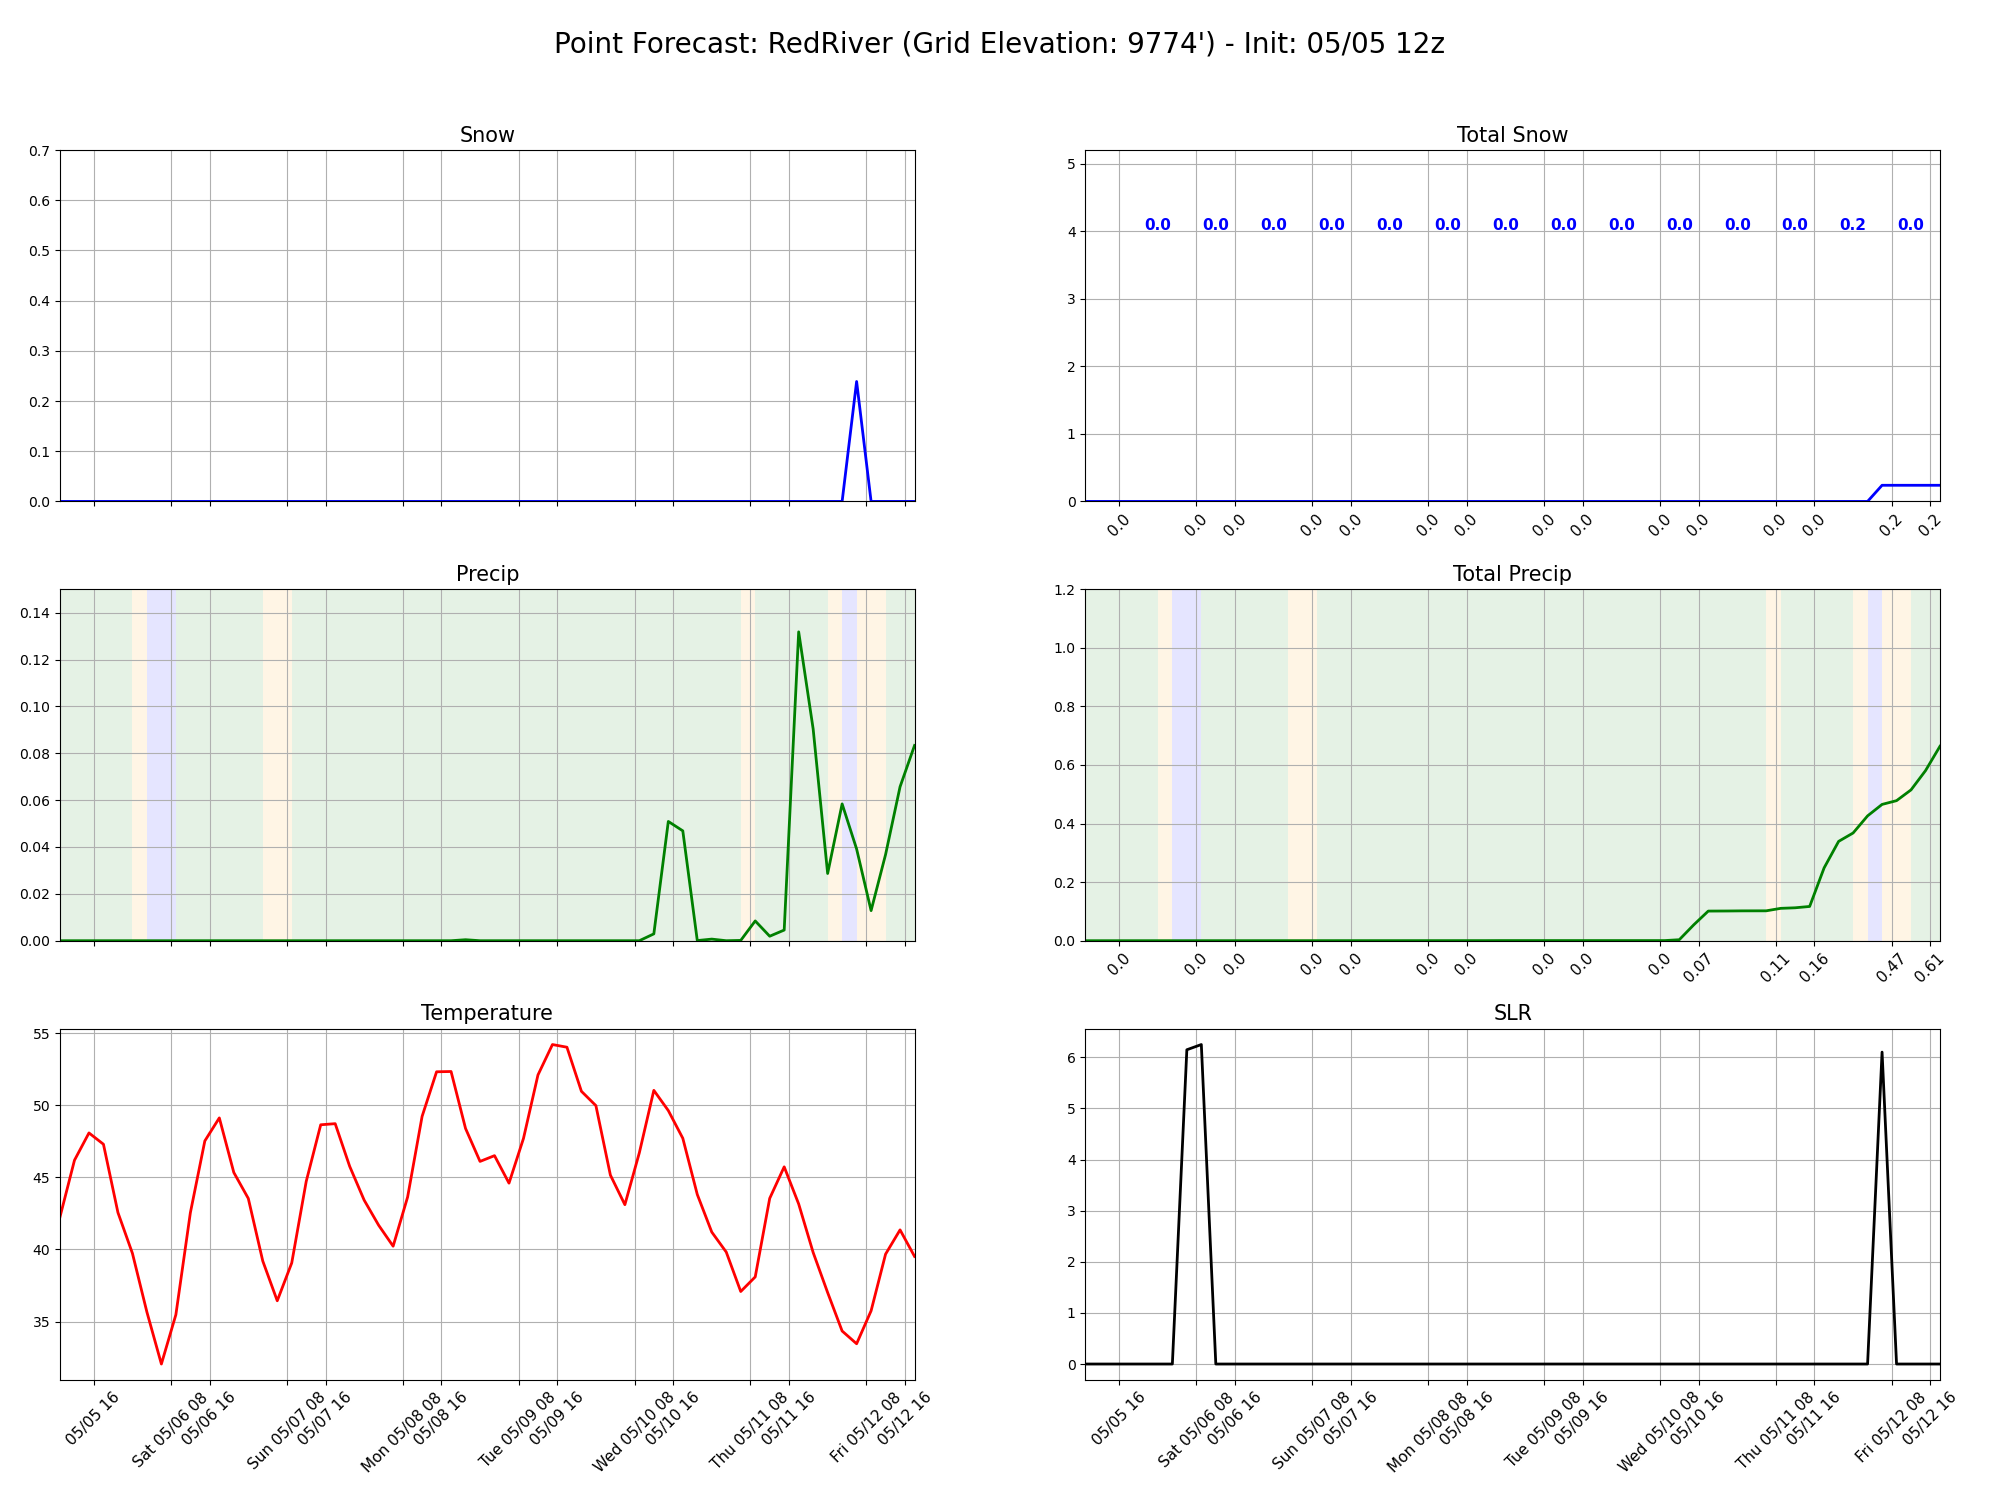 Point Forecast: RedRiver (Grid Elevation: 9774') - Init: 05/05 12z
Snow
0.7
0.6
0.5
0.4
0.3
0.2
0.1
0.0
Total Snow
5
4
3
2
1
0
0.0 0.0 0.0 0.0 0.0 0.0 0.0 0.0 0.0 0.0 0.0 0.0 0.2 0.0
0.0 0.0 0.0 0.0 0.0 0.0 0.0 0.0 0.0 0.0 0.0 0.0 0.0 0.2 0.2
Precip
0.14
0.12
0.10
0.08
0.06
0.04
0.02
0.00
Total Precip
1.2
1.0
0.8
0.6
0.4
0.2
0.0
0.0 0.0 0.0 0.0 0.0 0.0 0.0 0.0 0.0 0.0 0.07 0.11 0.16 0.47 0.61
Temperature
55
50
45
40
35
05/05 16
Sat 05/06 08
05/06 16
Sun 05/07 08
05/07 16
Mon 05/08 08
05/08 16
Tue 05/09 08
05/09 16
Wed 05/10 08
05/10 16
Thu 05/11 08
05/11 16
Fri 05/12 08
05/12 16
SLR
6
5
4
3
2
1
0
05/05 16
Sat 05/06 08
05/06 16
Sun 05/07 08
05/07 16
Mon 05/08 08
05/08 16
Tue 05/09 08
05/09 16
Wed 05/10 08
05/10 16
Thu 05/11 08
05/11 16
Fri 05/12 08
05/12 16